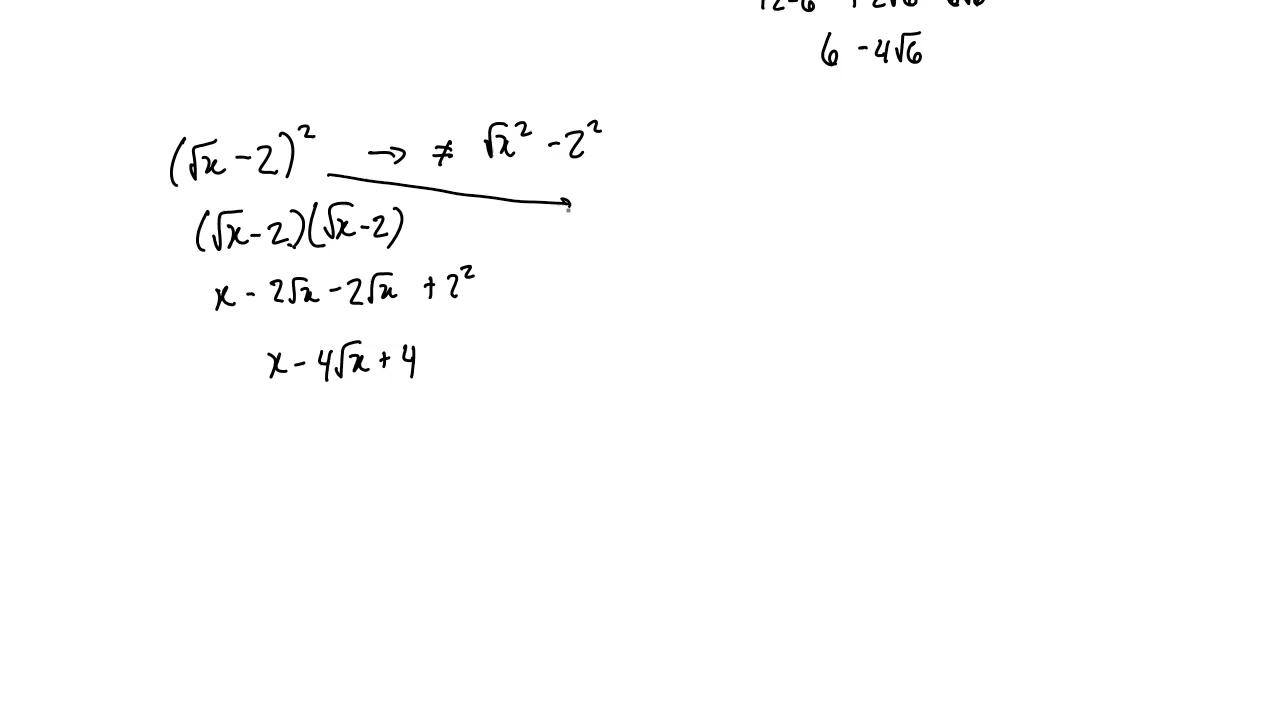 6 - 4√6
(√x - 2)² → ≠ √x² - 2²
(√x - 2)(√x - 2)
x - 2√x - 2√x + 2²
x - 4√x + 4